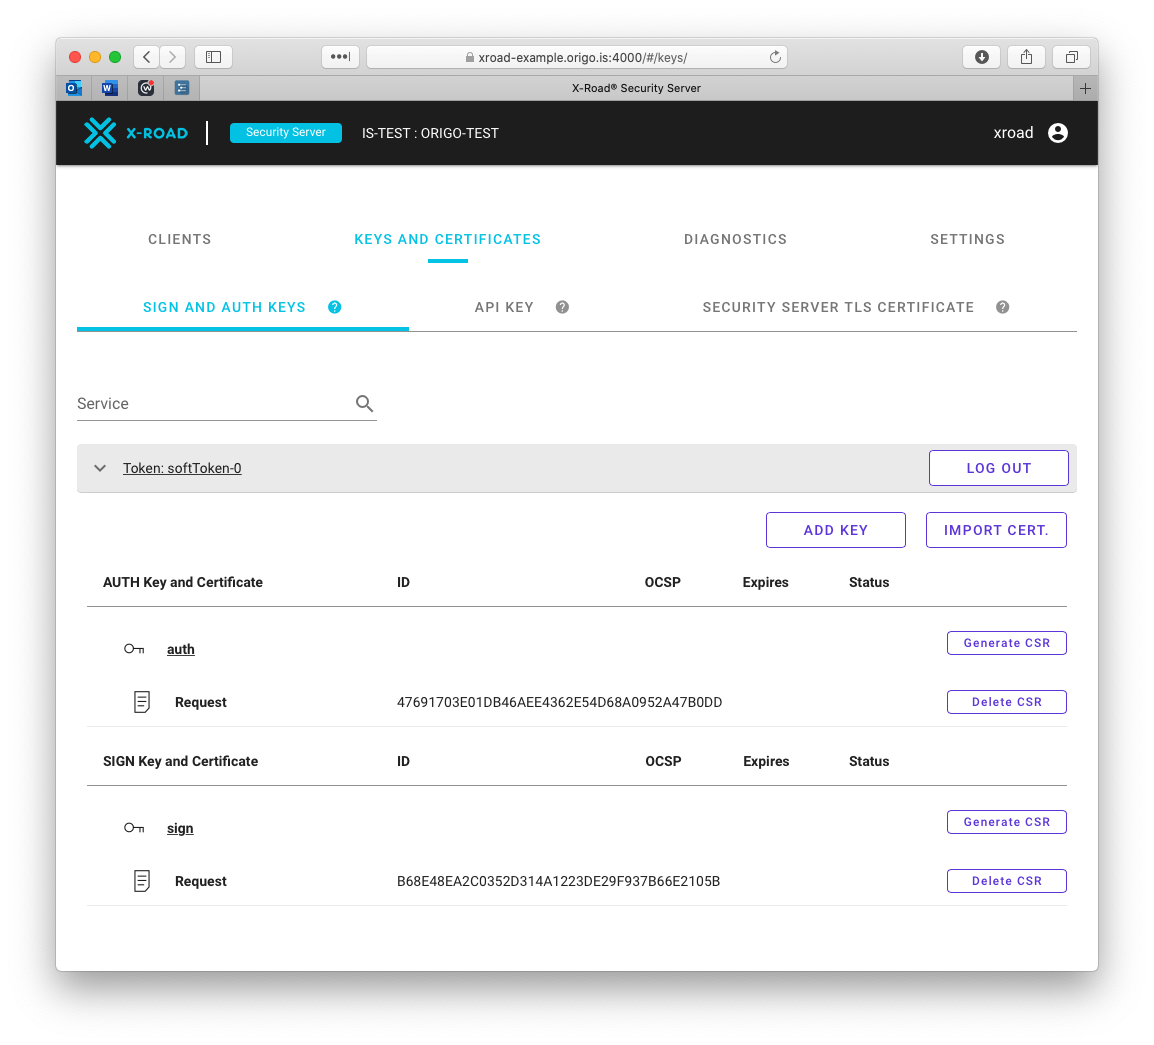 xroad-example.origo.is:4000/#/keys/
X-Road® Security Server
X-ROAD Security Server IS-TEST : ORIGO-TEST xroad
CLIENTS KEYS AND CERTIFICATES DIAGNOSTICS SETTINGS
SIGN AND AUTH KEYS ? API KEY ? SECURITY SERVER TLS CERTIFICATE ?
Service
Token: softToken-0 LOG OUT
ADD KEY IMPORT CERT.
AUTH Key and Certificate ID OCSP Expires Status
auth Generate CSR
Request 47691703E01DB46AEE4362E54D68A0952A47B0DD Delete CSR
SIGN Key and Certificate ID OCSP Expires Status
sign Generate CSR
Request B68E48EA2C0352D314A1223DE29F937B66E2105B Delete CSR